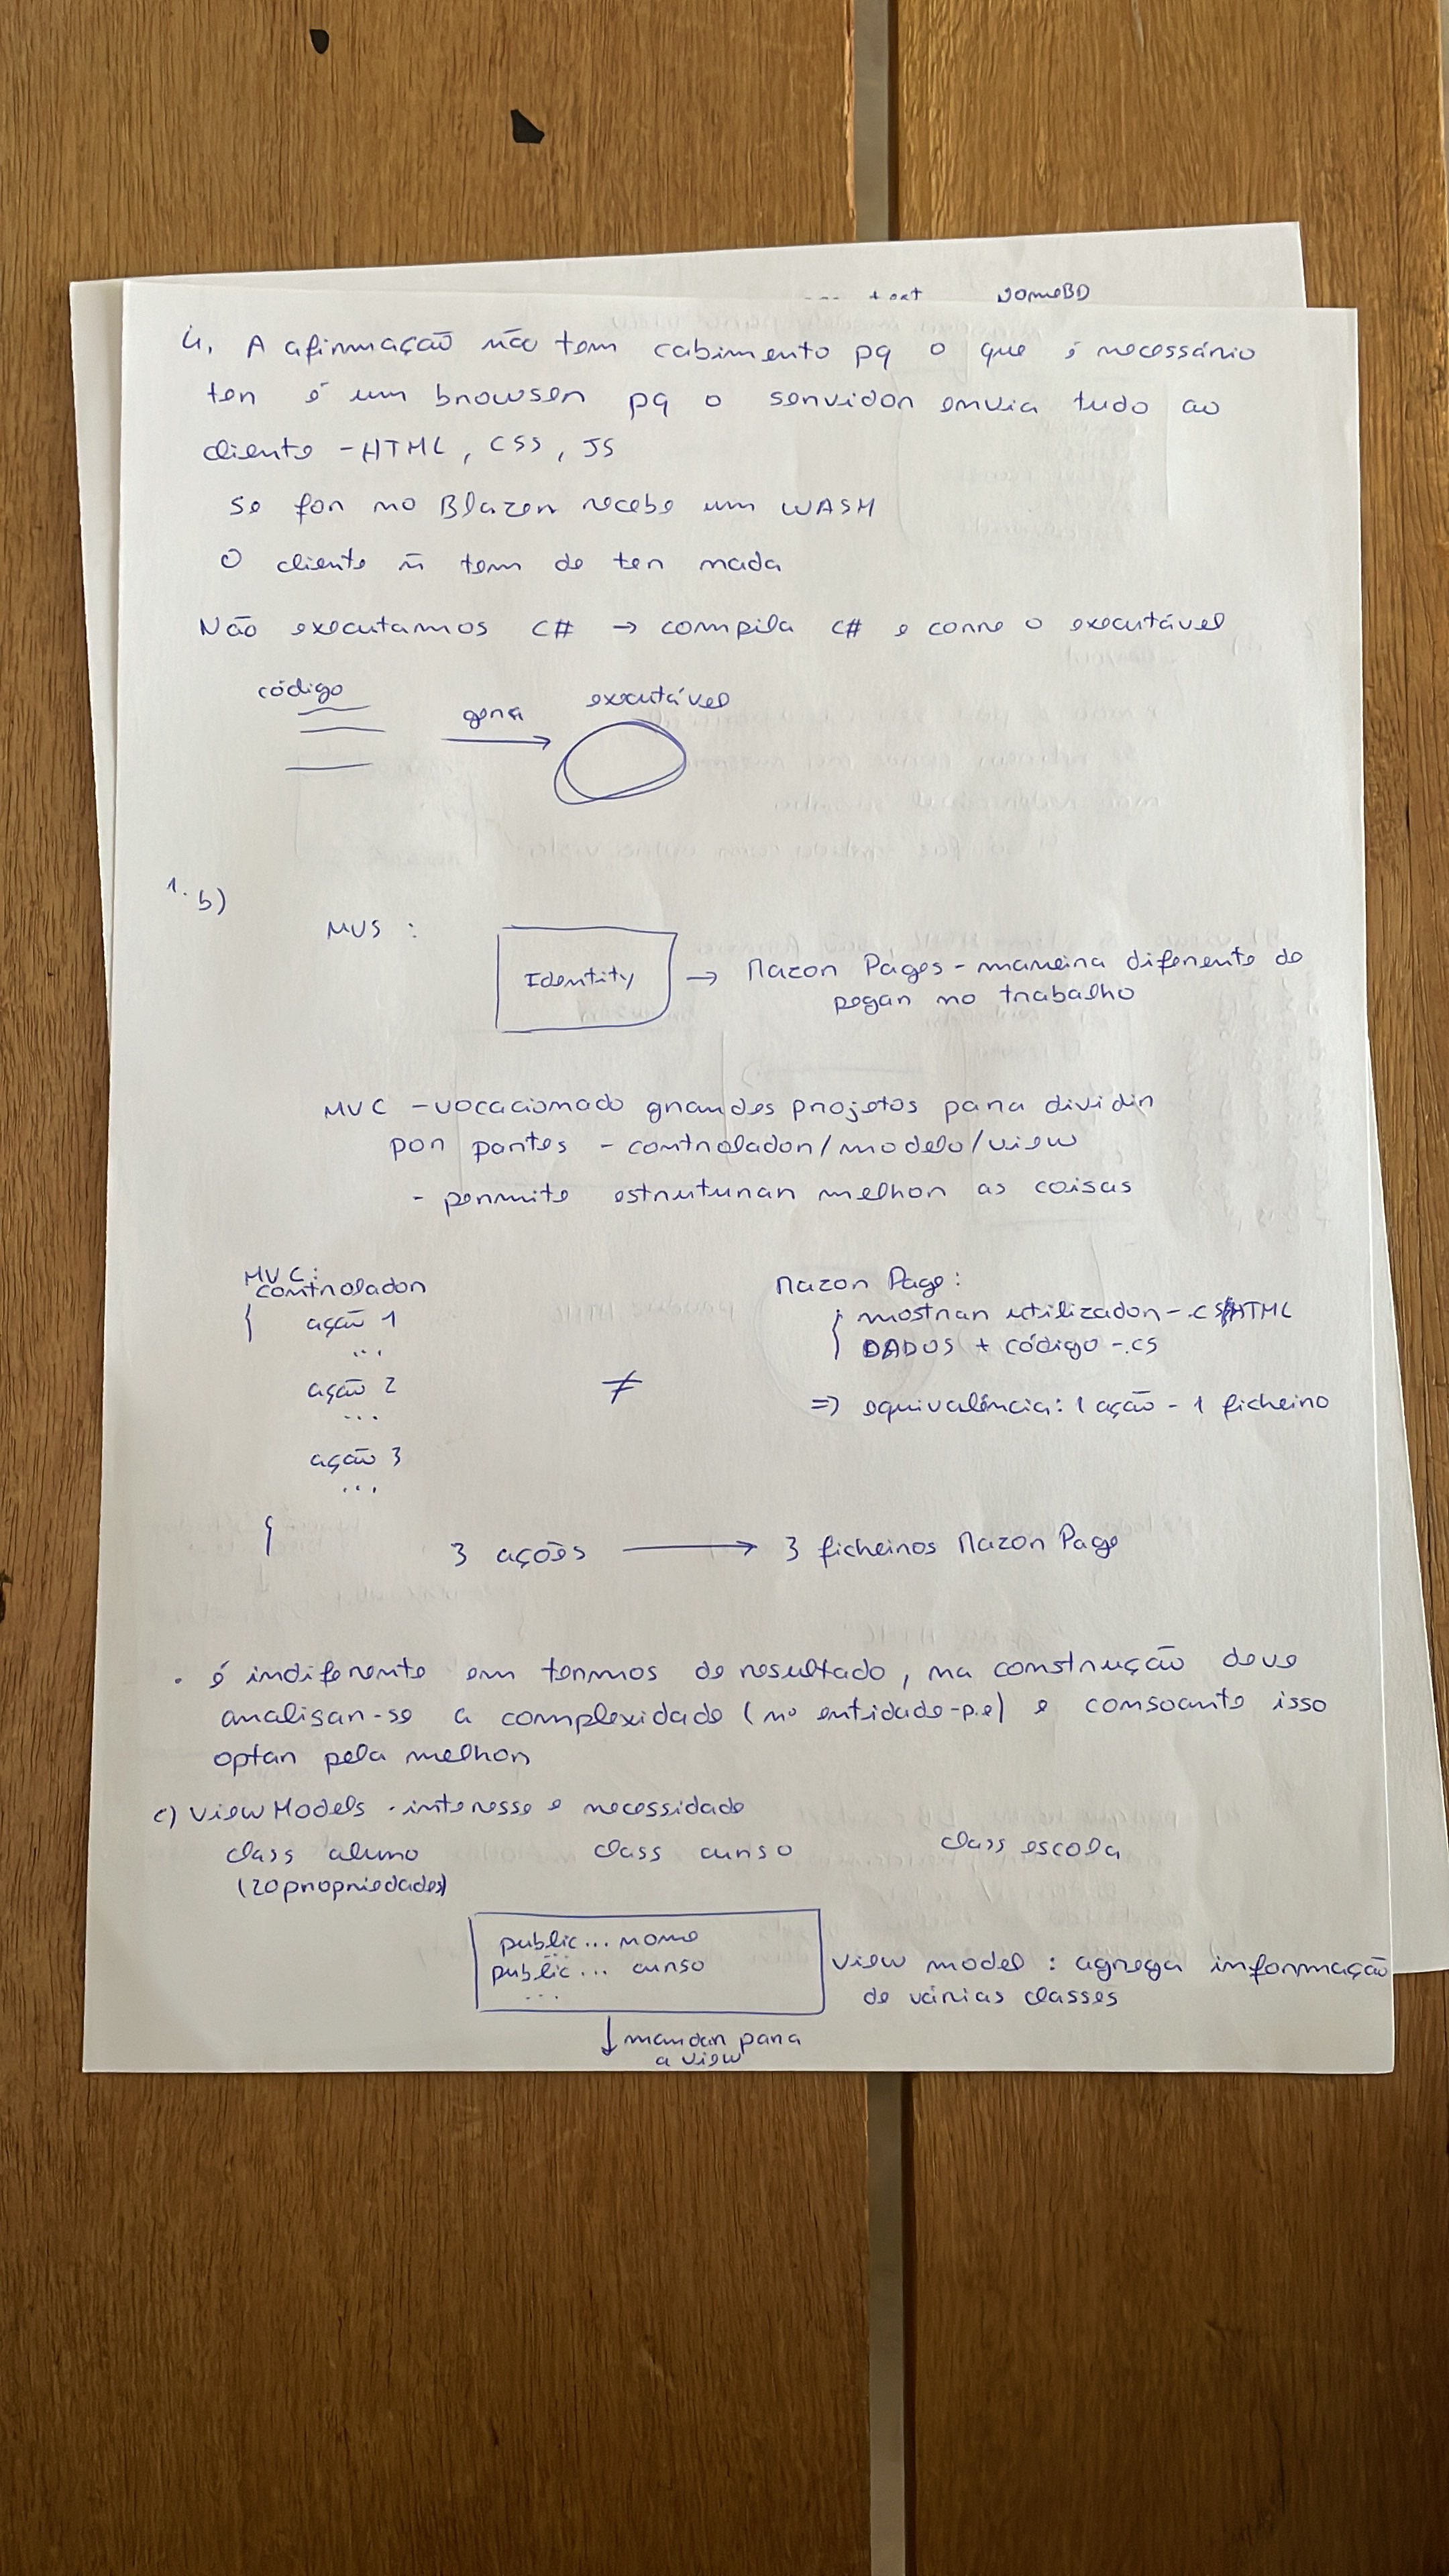 NomeBD
4. A afirmação não tem cabimento pq o que é necessário
ter é um browser pq o servidor envia tudo ao
cliente - HTML, CSS, JS
se for no Blazor recebe um WASM
O cliente ñ tem de ter nada
Não executamos C# → compila C# e corre o executável
código
gera
executável
1. b)
MVS :
Identity
→ Razor Pages - maneira diferente de
pegar no trabalho
MVC - vocacionado grandes projetos para dividir
por partes - controlador/modelo/view
- permite estruturar melhor as coisas
MVC:
controlador
{ ação 1
...
ação 2
...
ação 3
...
≠
Razor Page:
{ mostrar utilizador - .CSHTML
DADOS + código - .cs
=> equivalência: 1 ação - 1 ficheiro
3 ações → 3 ficheiros Razor Page
. é indiferente em termos de resultado, na construção deve
analisar-se a complexidade (nº entidade-p.e) e consoante isso
optar pela melhor
c) ViewModels . interesse e necessidade
class aluno
(20 propriedades)
class curso
class escola
public... nome
public... curso
...
view model : agrega informação
de várias classes
↓ mandar para
a view